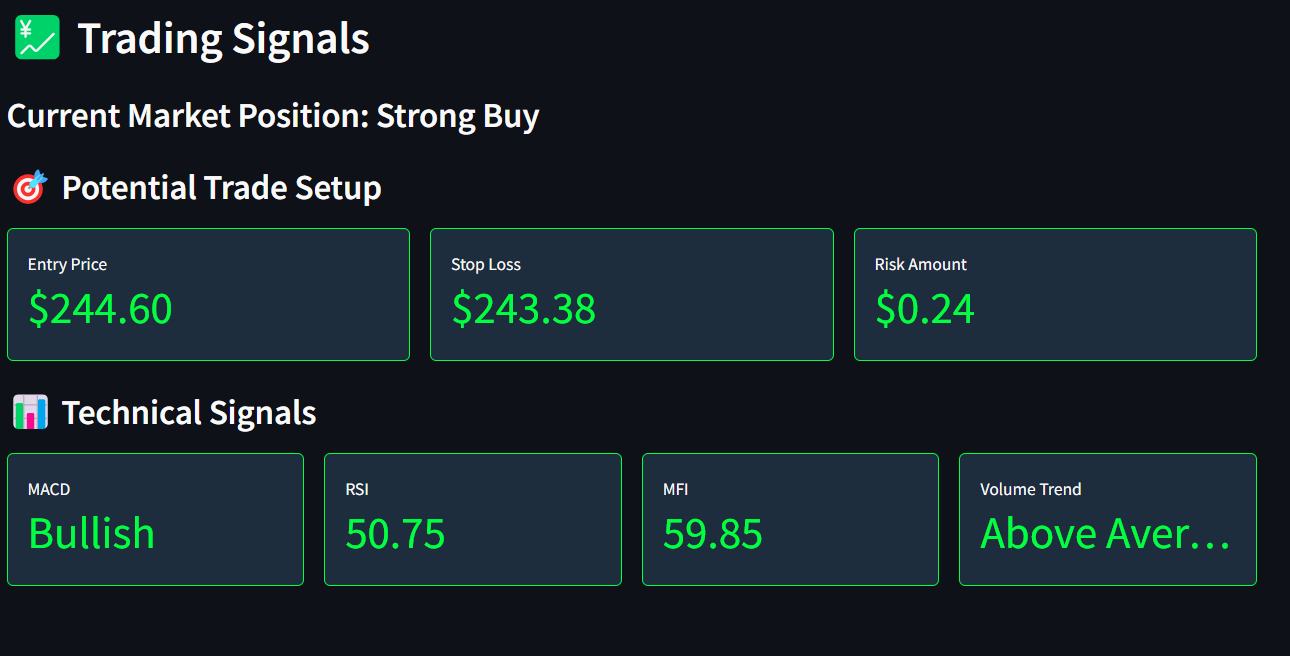 Trading Signals
Current Market Position: Strong Buy
Potential Trade Setup
Entry Price
$244.60
Stop Loss
$243.38
Risk Amount
$0.24
Technical Signals
MACD
Bullish
RSI
50.75
MFI
59.85
Volume Trend
Above Aver…